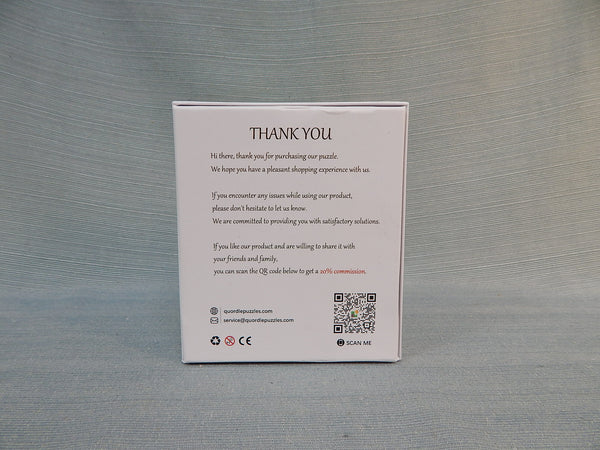 THANK YOU
Hi there, thank you for purchasing our puzzle.
We hope you have a pleasant shopping experience with us.
If you encounter any issues while using our product,
please don't hesitate to let us know.
We are committed to providing you with satisfactory solutions.
If you like our product and are willing to share it with
your friends and family,
you can scan the QR code below to get a 20% commission.
quordlepuzzles.com
service@quordlepuzzles.com
CE
SCAN ME